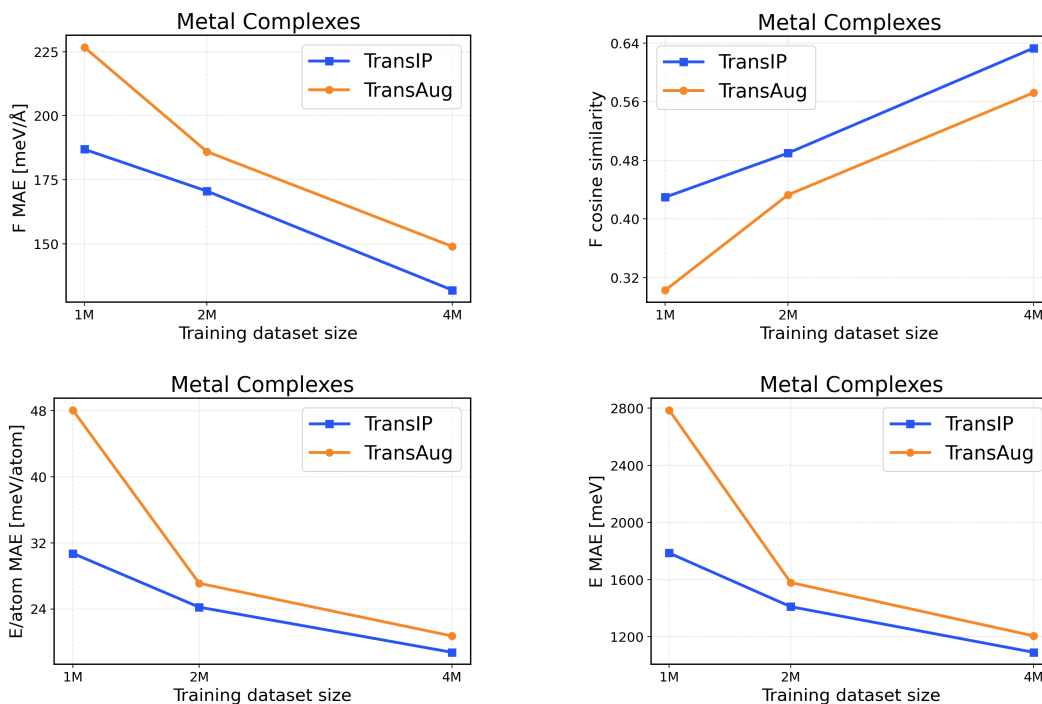 Metal Complexes
F MAE [meV/Å]
225
200
175
150
TransIP
TransAug
1M
2M
4M
Training dataset size
Metal Complexes
F cosine similarity
0.64
0.56
0.48
0.40
0.32
TransIP
TransAug
1M
2M
4M
Training dataset size
Metal Complexes
E/atom MAE [meV/atom]
48
40
32
24
TransIP
TransAug
1M
2M
4M
Training dataset size
Metal Complexes
E MAE [meV]
2800
2400
2000
1600
1200
TransIP
TransAug
1M
2M
4M
Training dataset size